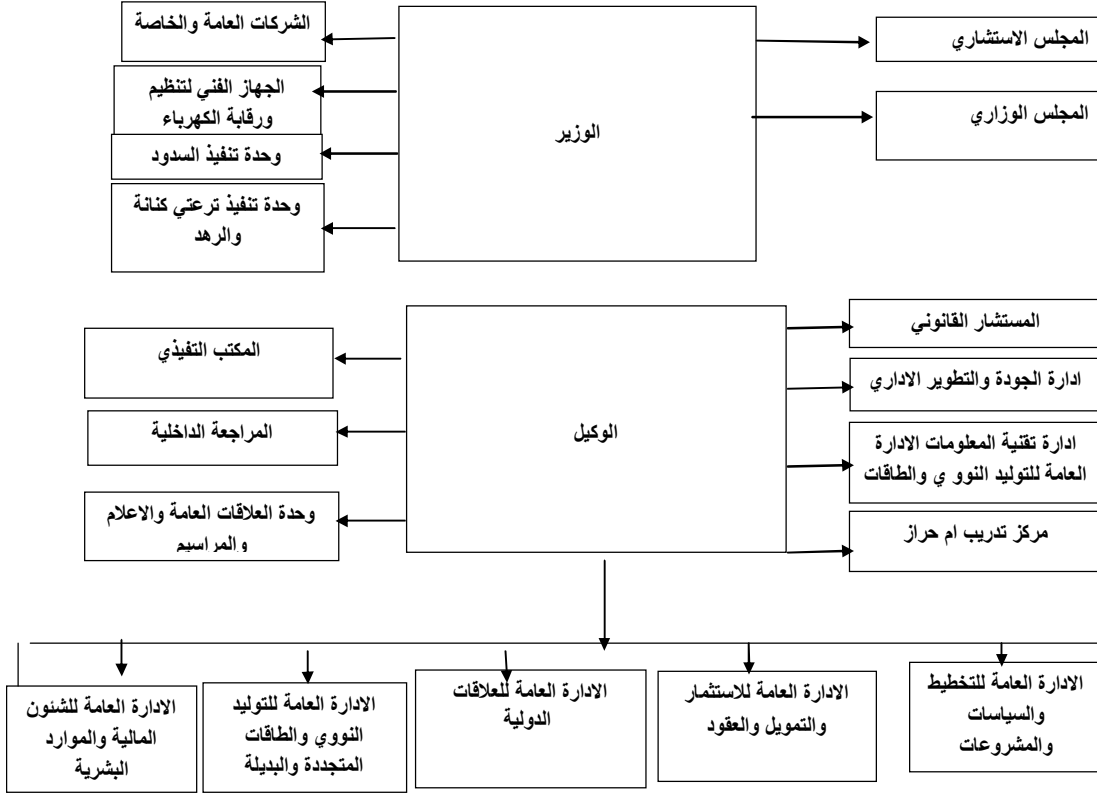 المجلس الاستشاري
الشركات العامة والخاصة
الجهاز الفني لتنظيم
ورقابة الكهرباء
المجلس الوزاري
الوزير
وحدة تنفيذ السدود
وحدة تنفيذ ترعتي كنانة
والرهد
المستشار القانوني
المكتب التفيذي
ادارة الجودة والتطوير الاداري
الوكيل
المراجعة الداخلية
ادارة تقنية المعلومات الادارة
العامة للتوليد النوو ي والطاقات
مركز تدريب ام حراز
وحدة العلاقات العامة والاعلام
والمراسيم
الادارة العامة للتخطيط
والسياسات
والمشروعات
الادارة العامة للاستثمار
والتمويل والعقود
الادارة العامة للعلاقات
الدولية
الادارة العامة للتوليد
النووي والطاقات
المتجددة والبديلة
الادارة العامة للشئون
المالية والموارد
البشرية